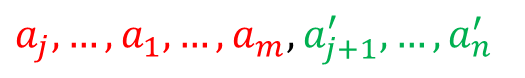 a_j, …, a_1, …, a_m, a'_{j+1}, …, a'_n